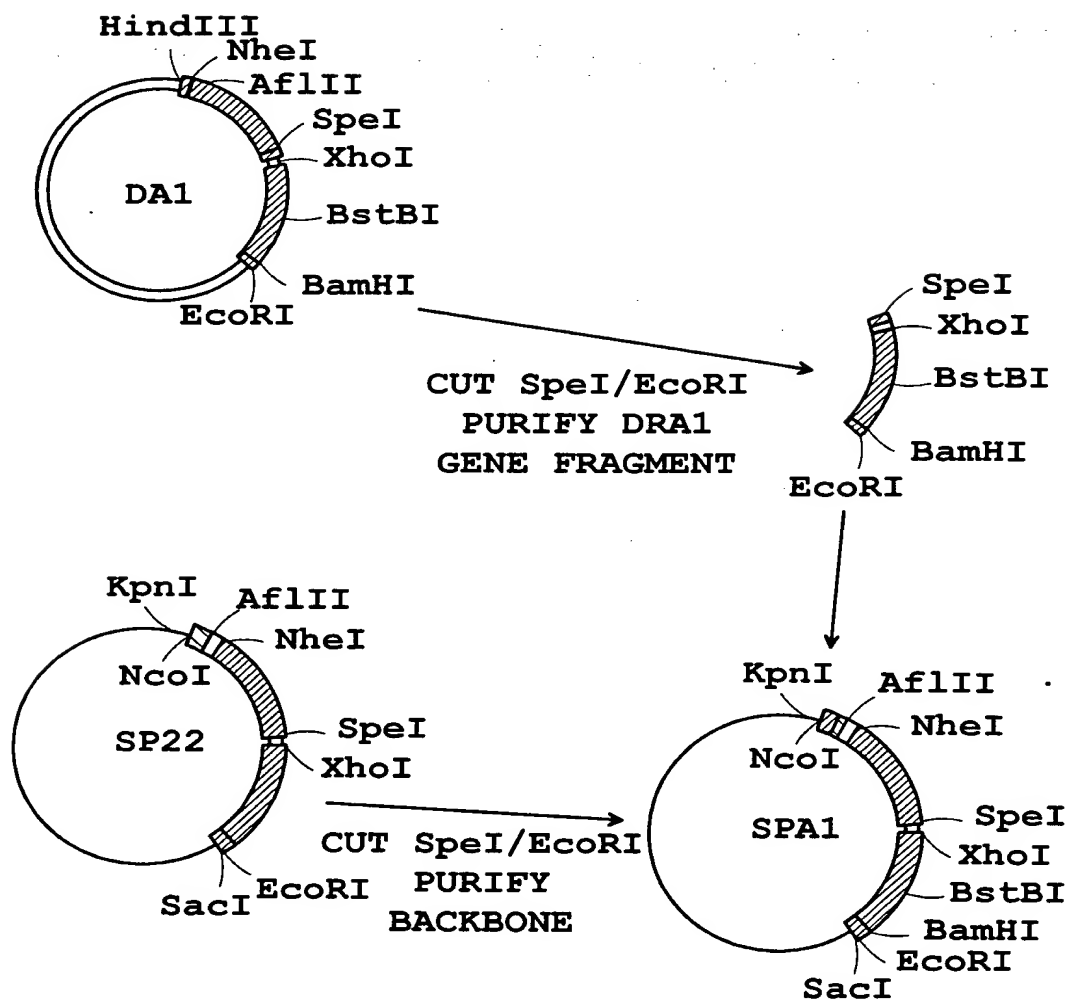 HindIII
NheI
AflII
SpeI
XhoI
DA1
BstBI
BamHI
EcoRI
CUT SpeI/EcoRI
PURIFY DRA1
GENE FRAGMENT
SpeI
XhoI
BstBI
BamHI
EcoRI
KpnI
AflII
NheI
NcoI
SP22
SpeI
XhoI
EcoRI
SacI
CUT SpeI/EcoRI
PURIFY
BACKBONE
KpnI
AflII
NheI
NcoI
SPA1
SpeI
XhoI
BstBI
BamHI
EcoRI
SacI